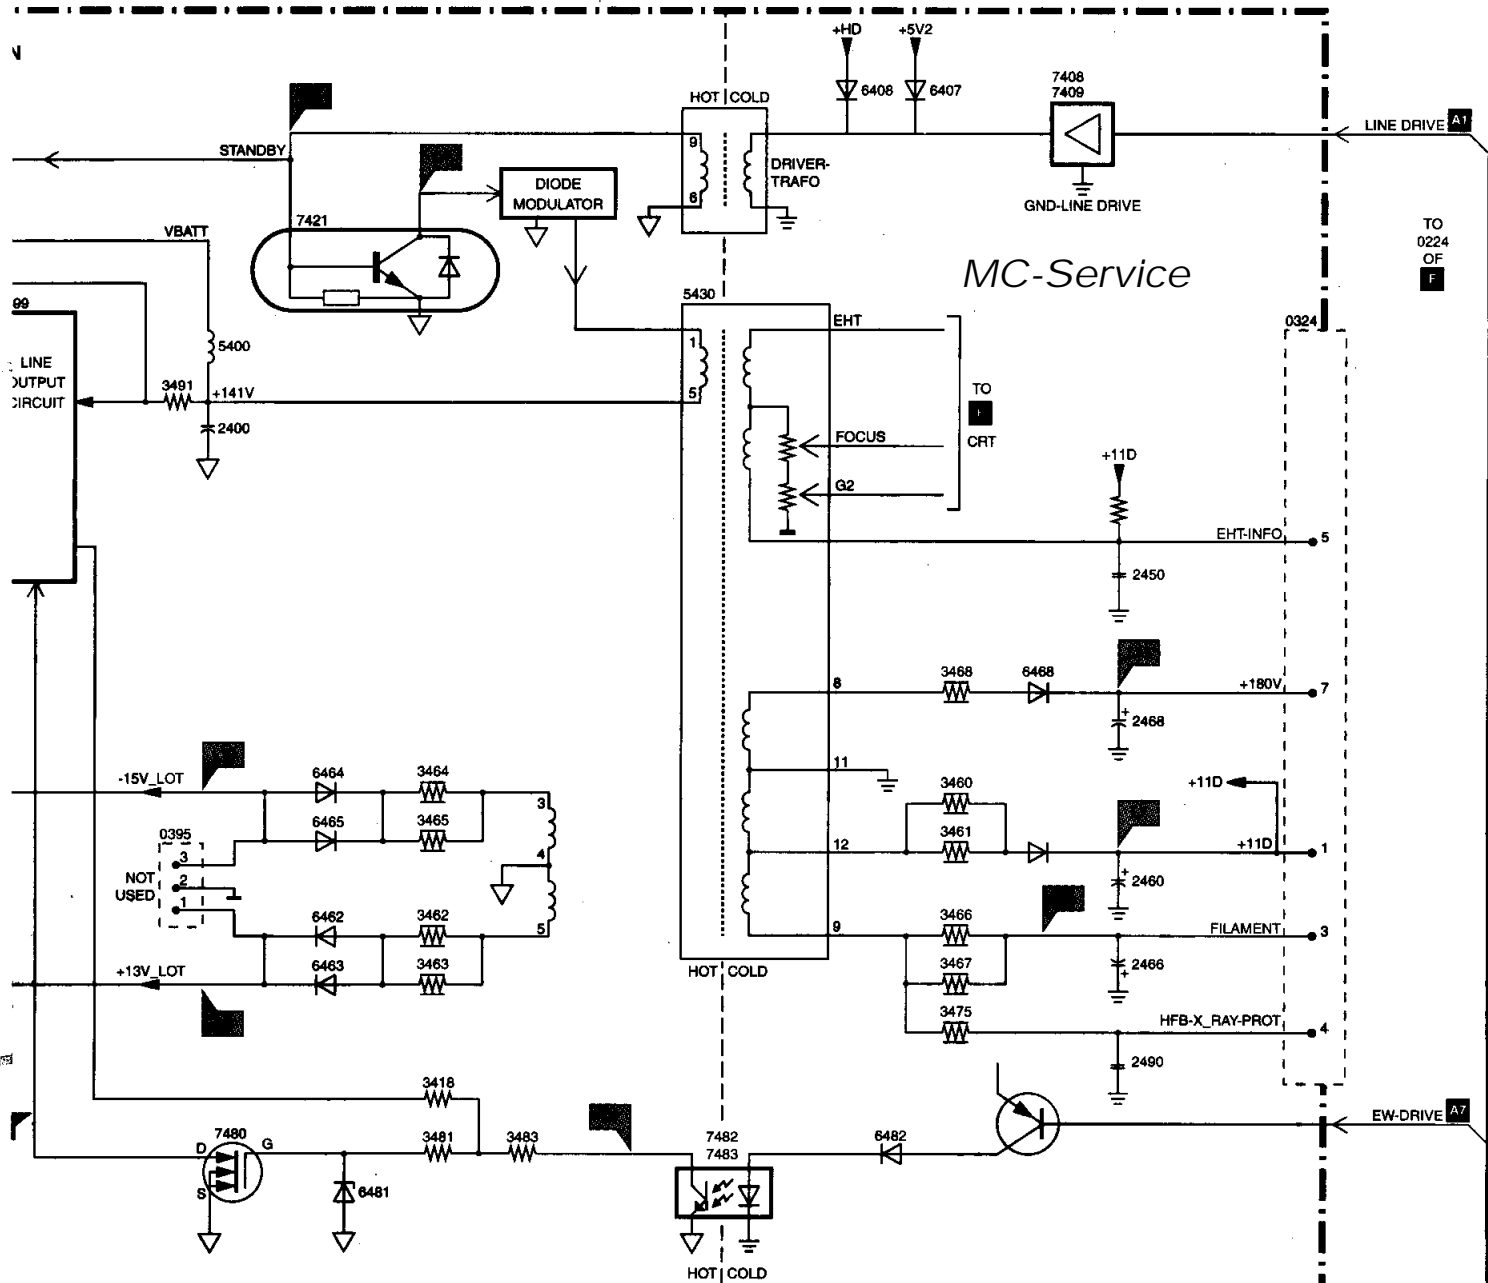 N
+HD
+5V2
6408
6407
7408
7409
HOT
COLD
STANDBY
9
6
DRIVER-
TRAFO
LINE DRIVE
A1
GND-LINE DRIVE
DIODE
MODULATOR
7421
VBATT
TO
0224
OF
F
MC-Service
99
LINE
OUTPUT
CIRCUIT
5400
3491
+141V
2400
5430
1
5
EHT
FOCUS
G2
TO
CRT
0324
+11D
EHT-INFO
5
2450
8
3468
6468
+180V
7
2468
-15V_LOT
6464
3464
6465
3465
3
11
3460
+11D
0395
3
2
1
NOT
USED
4
12
3461
+11D
1
2460
6462
3462
5
9
3466
FILAMENT
3
+13V_LOT
6463
3463
HOT
COLD
3467
2466
3475
HFB-X_RAY-PROT
4
2490
3418
7480
D
G
S
3481
3483
7482
7483
6482
EW-DRIVE
A7
6481
HOT
COLD